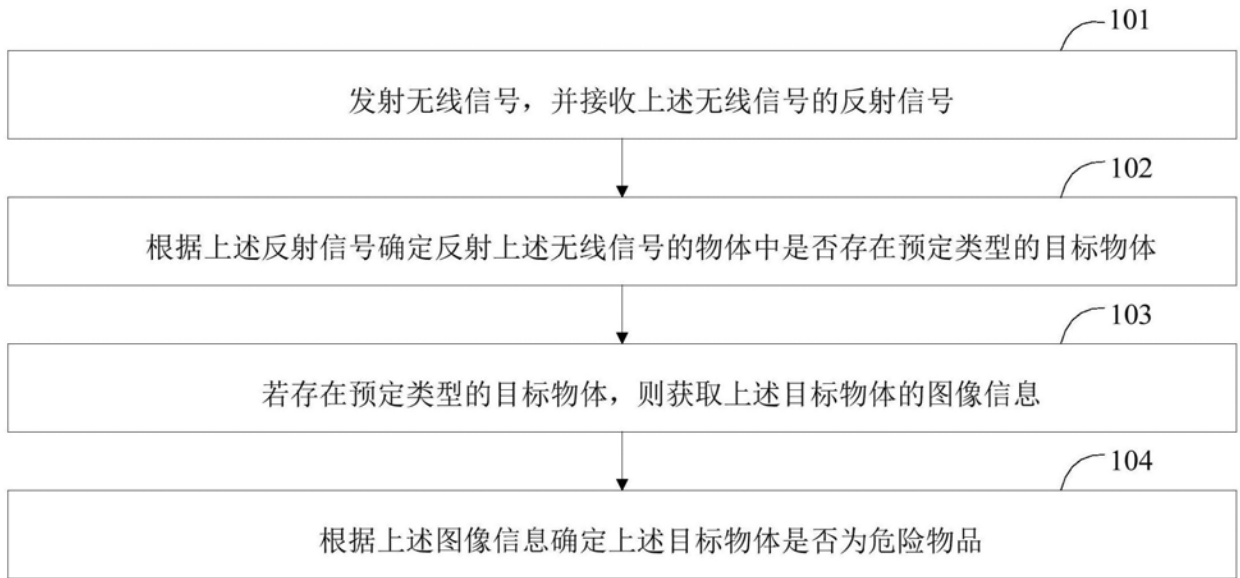 101
发射无线信号，并接收上述无线信号的反射信号
102
根据上述反射信号确定反射上述无线信号的物体中是否存在预定类型的目标物体
103
若存在预定类型的目标物体，则获取上述目标物体的图像信息
104
根据上述图像信息确定上述目标物体是否为危险物品